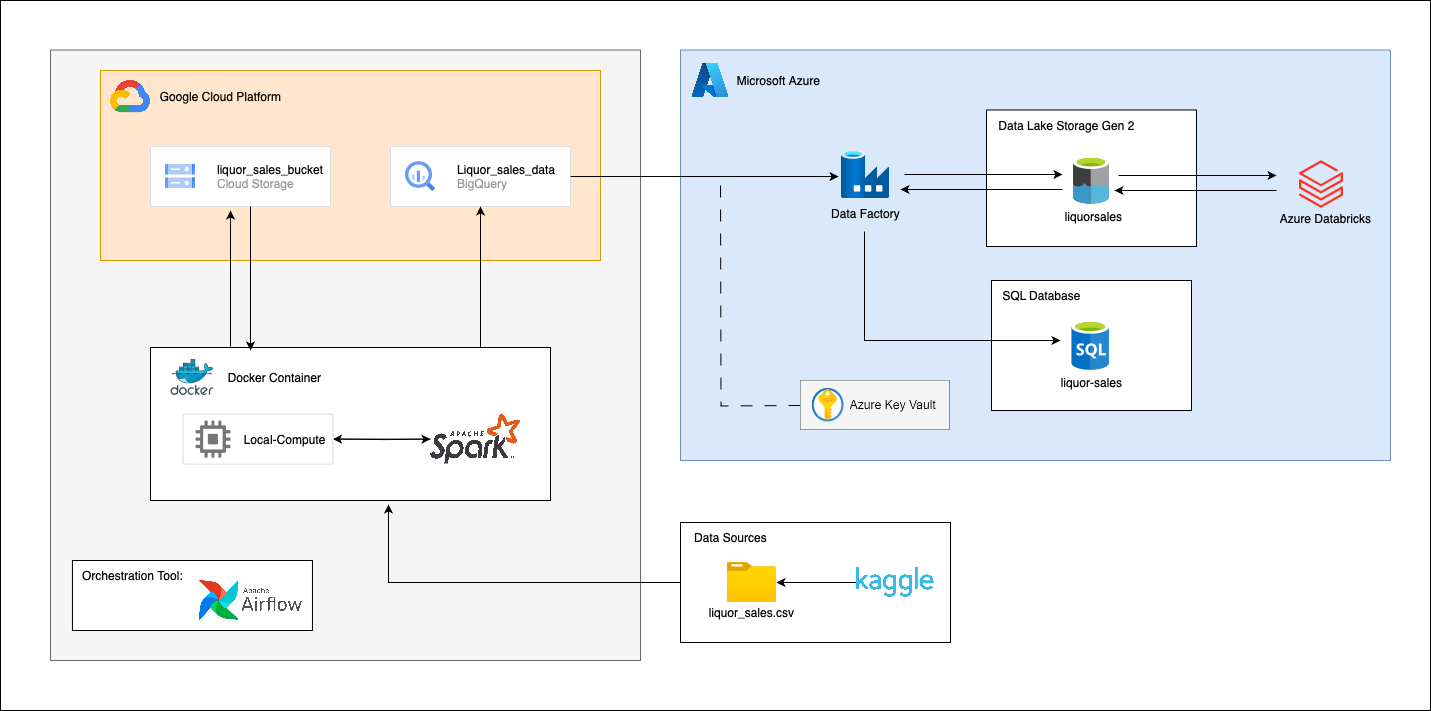 Google Cloud Platform
liquor_sales_bucket
Cloud Storage
Liquor_sales_data
BigQuery
docker
Docker Container
Local-Compute
APACHE
Spark
Orchestration Tool:
Apache
Airflow
Microsoft Azure
Data Factory
Data Lake Storage Gen 2
liquorsales
Azure Databricks
SQL Database
SQL
liquor-sales
Azure Key Vault
Data Sources
liquor_sales.csv
kaggle